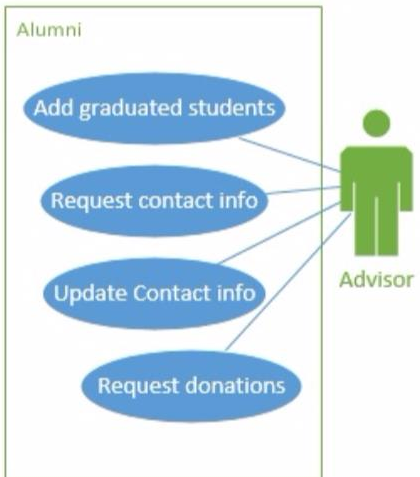 Alumni
Add graduated students
Request contact info
Update Contact info
Request donations
Advisor